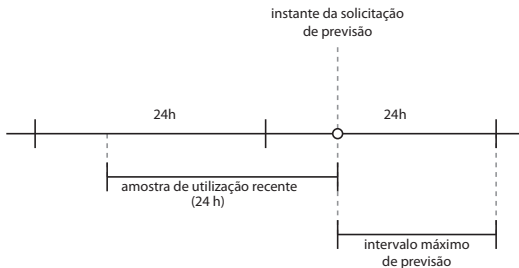 instante da solicitação
de previsão
24h
24h
amostra de utilização recente
(24 h)
intervalo máximo
de previsão